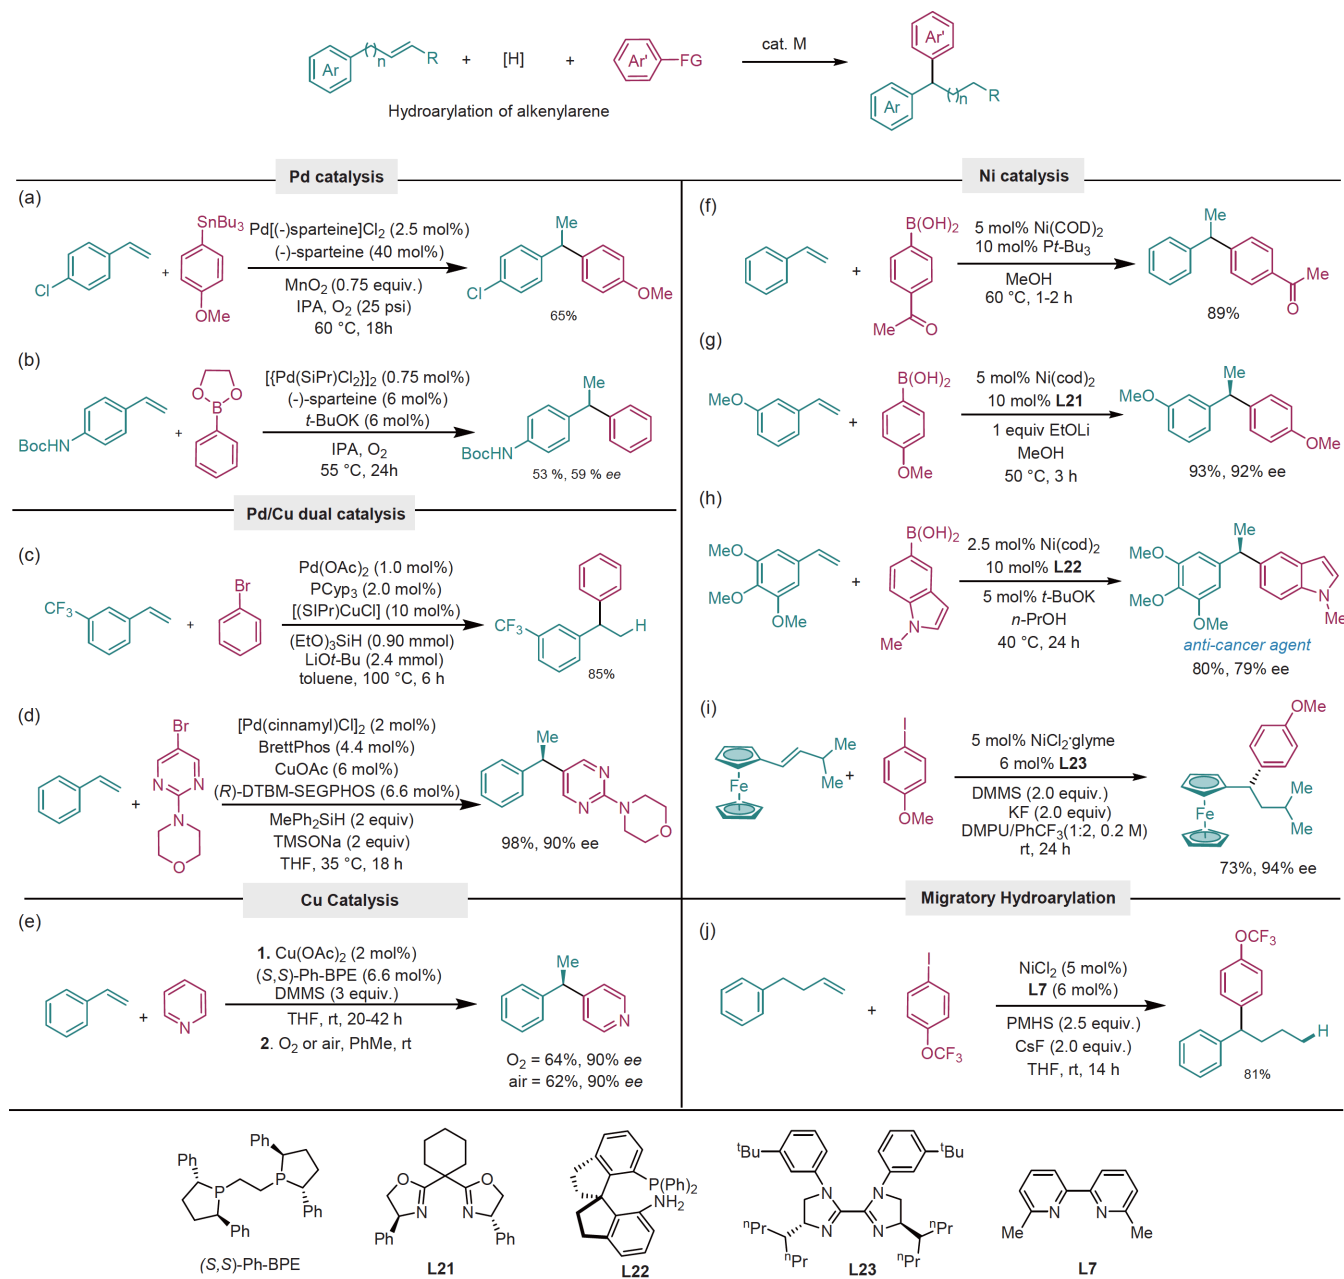 Ar
n
R
+
[H]
+
Ar'
FG
cat. M
Ar'
Ar
n
R
Hydroarylation of alkenylarene
Pd catalysis
(a)
Cl
+
SnBu3
OMe
Pd[(-)sparteine]Cl2 (2.5 mol%)
(-)-sparteine (40 mol%)
MnO2 (0.75 equiv.)
IPA, O2 (25 psi)
60 °C, 18h
Me
Cl
OMe
65%
(b)
BocHN
+
O
O
B
[{Pd(SiPr)Cl2}]2 (0.75 mol%)
(-)-sparteine (6 mol%)
t-BuOK (6 mol%)
IPA, O2
55 °C, 24h
Me
BocHN
53 %, 59 % ee
Pd/Cu dual catalysis
(c)
CF3
+
Br
Pd(OAc)2 (1.0 mol%)
PCyp3 (2.0 mol%)
[(SIPr)CuCl] (10 mol%)
(EtO)3SiH (0.90 mmol)
LiOt-Bu (2.4 mmol)
toluene, 100 °C, 6 h
CF3
H
85%
(d)
+
Br
N
N
N
O
[Pd(cinnamyl)Cl]2 (2 mol%)
BrettPhos (4.4 mol%)
CuOAc (6 mol%)
(R)-DTBM-SEGPHOS (6.6 mol%)
MePh2SiH (2 equiv)
TMSONa (2 equiv)
THF, 35 °C, 18 h
Me
N
N
N
O
98%, 90% ee
Cu Catalysis
(e)
+
N
1. Cu(OAc)2 (2 mol%)
(S,S)-Ph-BPE (6.6 mol%)
DMMS (3 equiv.)
THF, rt, 20-42 h
2. O2 or air, PhMe, rt
Me
N
O2 = 64%, 90% ee
air = 62%, 90% ee
Ni catalysis
(f)
+
B(OH)2
Me
O
5 mol% Ni(COD)2
10 mol% Pt-Bu3
MeOH
60 °C, 1-2 h
Me
Me
O
89%
(g)
MeO
+
B(OH)2
OMe
5 mol% Ni(cod)2
10 mol% L21
1 equiv EtOLi
MeOH
50 °C, 3 h
Me
MeO
OMe
93%, 92% ee
(h)
MeO
MeO
OMe
+
B(OH)2
N
Me
2.5 mol% Ni(cod)2
10 mol% L22
5 mol% t-BuOK
n-PrOH
40 °C, 24 h
Me
MeO
MeO
OMe
N
Me
anti-cancer agent
80%, 79% ee
(i)
Fe
Me
Me
+
I
OMe
5 mol% NiCl2·glyme
6 mol% L23
DMMS (2.0 equiv.)
KF (2.0 equiv)
DMPU/PhCF3(1:2, 0.2 M)
rt, 24 h
OMe
Fe
Me
Me
73%, 94% ee
Migratory Hydroarylation
(j)
+
I
OCF3
NiCl2 (5 mol%)
L7 (6 mol%)
PMHS (2.5 equiv.)
CsF (2.0 equiv.)
THF, rt, 14 h
OCF3
H
81%
Ph
Ph
P
P
Ph
Ph
(S,S)-Ph-BPE
O
O
N
N
Ph
Ph
L21
P(Ph)2
NH2
L22
tBu
tBu
N
N
N
N
nPr
nPr
nPr
nPr
L23
N
N
Me
Me
L7